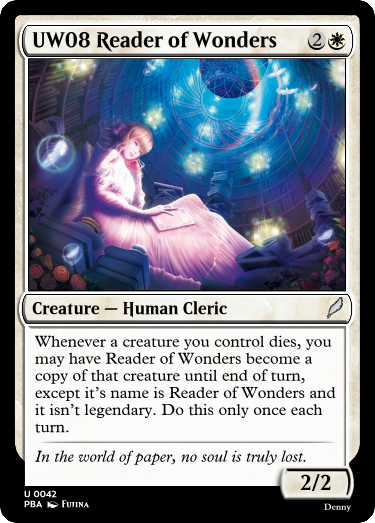 UW08 Reader of Wonders 2
Creature — Human Cleric
Whenever a creature you control dies, you
may have Reader of Wonders become a
copy of that creature until end of turn,
except it's name is Reader of Wonders and
it isn't legendary. Do this only once each
turn.
In the world of paper, no soul is truly lost.
2/2
U 0042
PBA Fujina
Denny